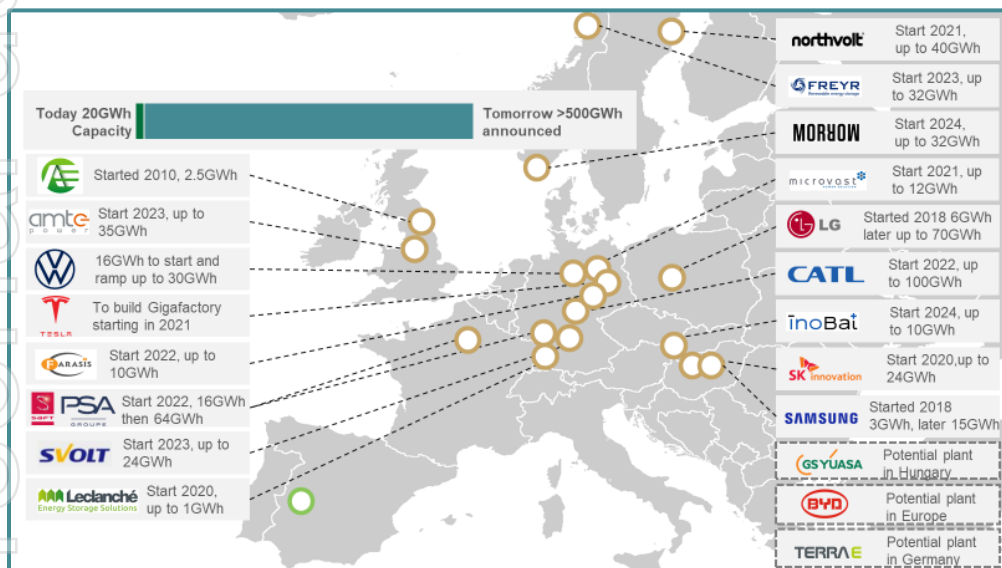 Today 20GWh
Capacity
Tomorrow >500GWh
announced
AE
Started 2010, 2.5GWh
amte
power
Start 2023, up to
35GWh
VW
16GWh to start and
ramp up to 30GWh
TESLA
To build Gigafactory
starting in 2021
FARASIS
Start 2022, up to
10GWh
SAFT
PSA
GROUPE
Start 2022, 16GWh
then 64GWh
SVOLT
Start 2023, up to
24GWh
Leclanché
Energy Storage Solutions
Start 2020,
up to 1GWh
northvolt
Start 2021,
up to 40GWh
FREYR
Start 2023, up
to 32GWh
MORROW
Start 2024,
up to 32GWh
microvast
Start 2021, up
to 12GWh
LG
Started 2018 6GWh
later up to 70GWh
CATL
Start 2022, up
to 100GWh
InoBat
Start 2024, up
to 10GWh
SK innovation
Start 2020,up to
24GWh
SAMSUNG
Started 2018
3GWh, later 15GWh
GS YUASA
Potential plant
in Hungary
BYD
Potential plant
in Europe
TERRA E
Potential plant
in Germany